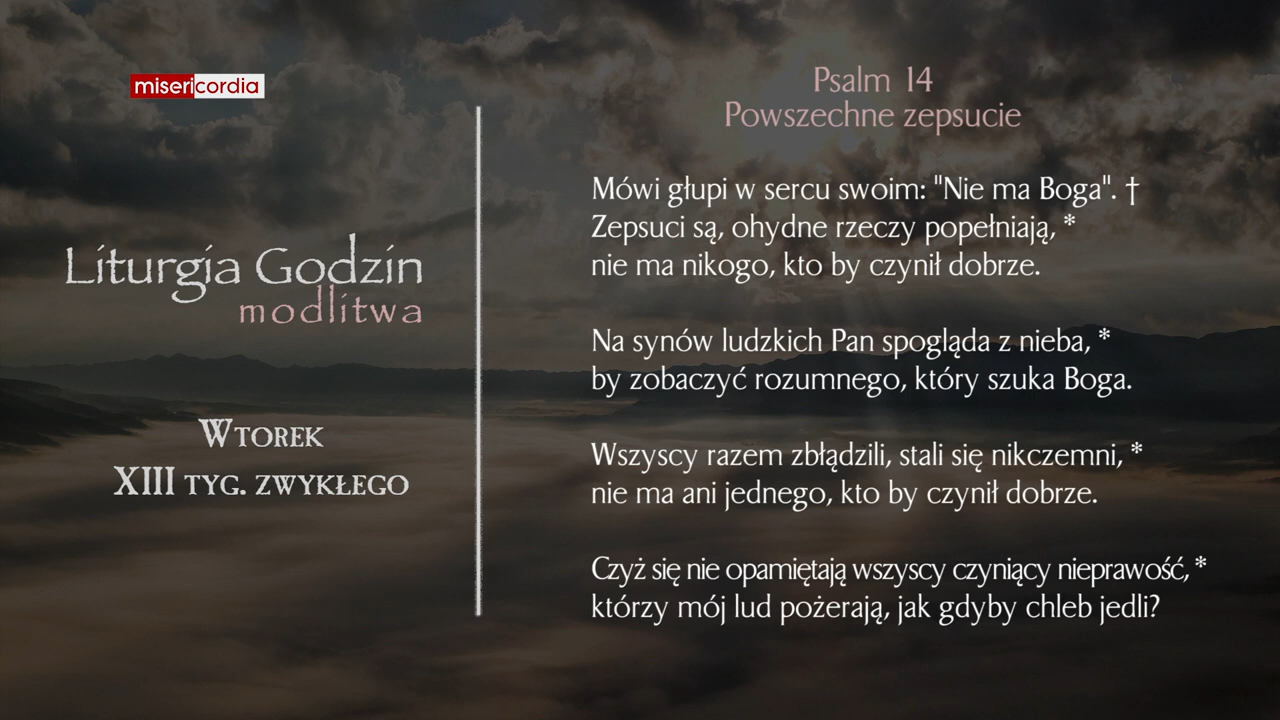 misericordia
Liturgia Godzin
modlitwa
Wtorek
XIII tyg. zwykłego
Psalm 14
Powszechne zepsucie
Mówi głupi w sercu swoim: "Nie ma Boga". †
Zepsuci są, ohydne rzeczy popełniają, *
nie ma nikogo, kto by czynił dobrze.
Na synów ludzkich Pan spogląda z nieba, *
by zobaczyć rozumnego, który szuka Boga.
Wszyscy razem zbłądzili, stali się nikczemni, *
nie ma ani jednego, kto by czynił dobrze.
Czyż się nie opamiętają wszyscy czyniący nieprawość, *
którzy mój lud pożerają, jak gdyby chleb jedli?